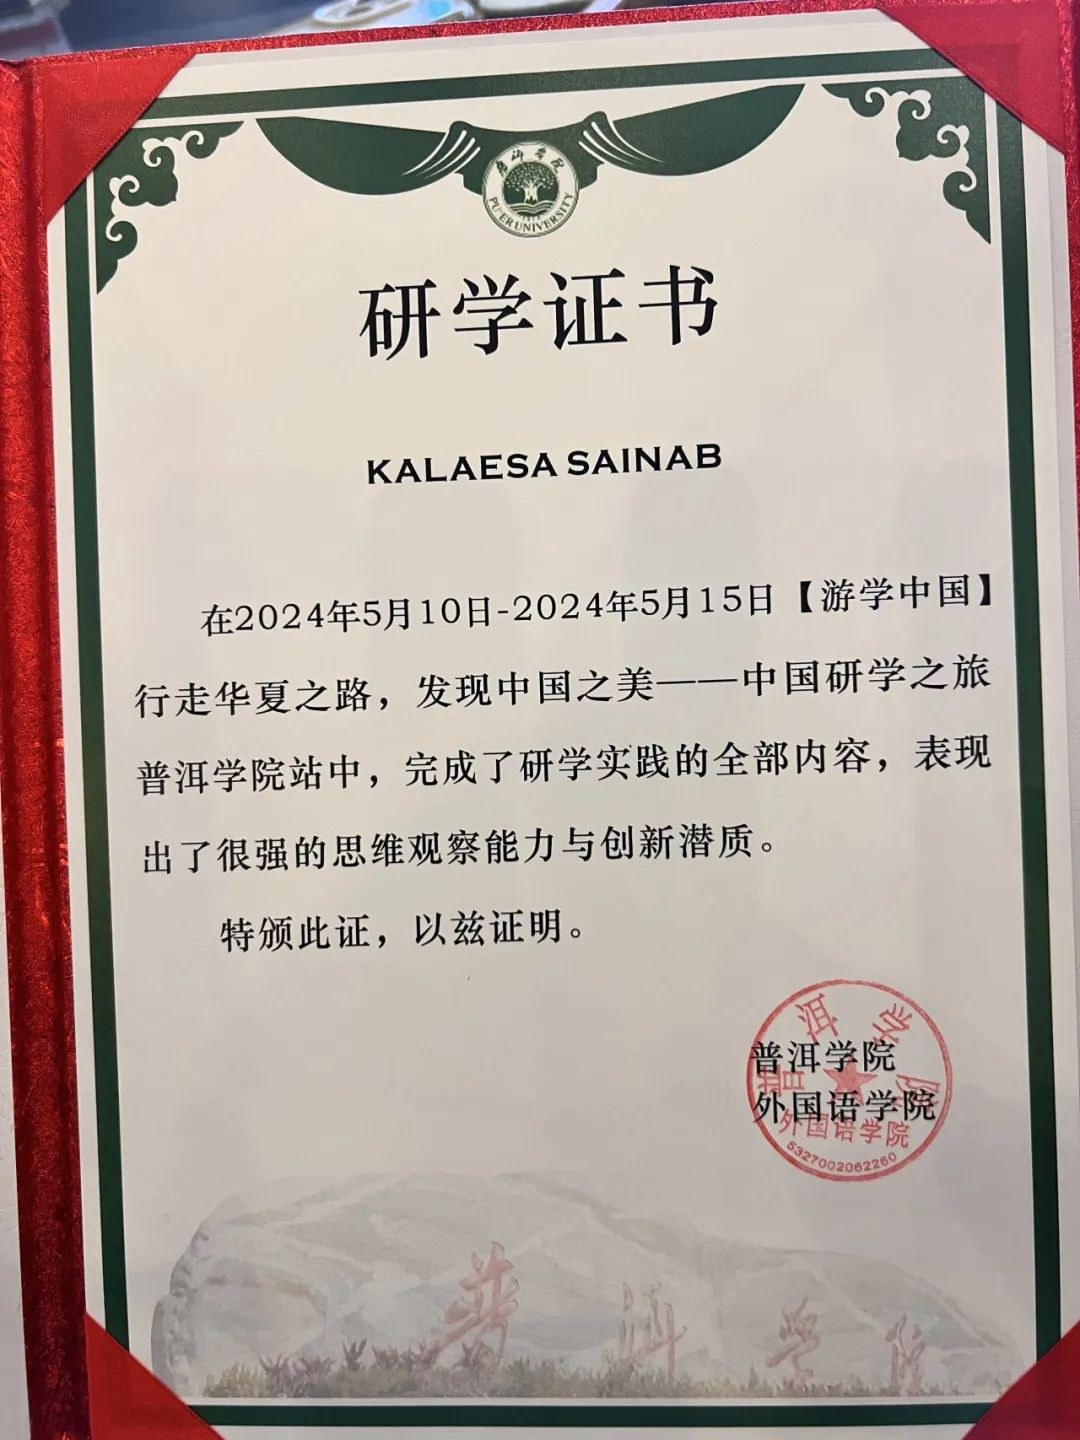 普洱学院
PU'ER UNIVERSITY
研学证书
KALAESA SAINAB
在2024年5月10日-2024年5月15日【游学中国】
行走华夏之路，发现中国之美——中国研学之旅
普洱学院站中，完成了研学实践的全部内容，表现
出了很强的思维观察能力与创新潜质。
特颁此证，以兹证明。
普洱学院
外国语学院
普洱学院
外国语学院
5327002062260
普洱学院